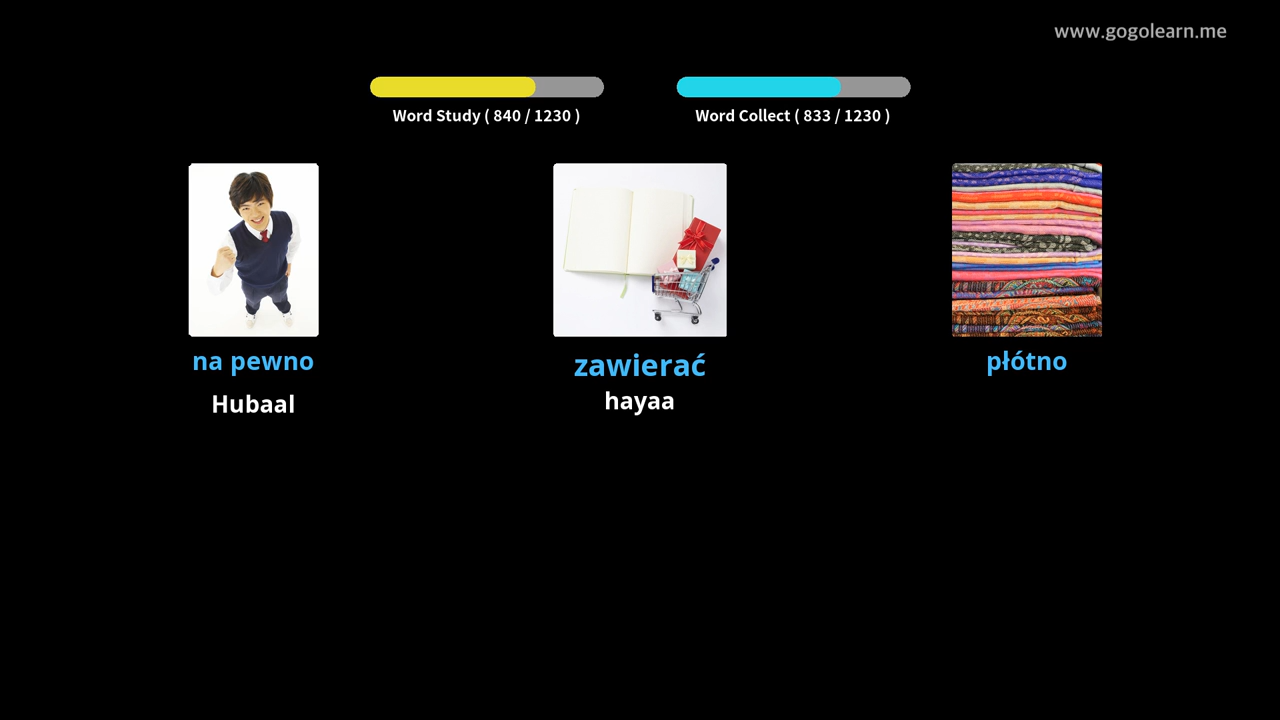 www.gogolearn.me
Word Study ( 840 / 1230 )
Word Collect ( 833 / 1230 )
na pewno
Hubaal
zawierać
hayaa
płótno